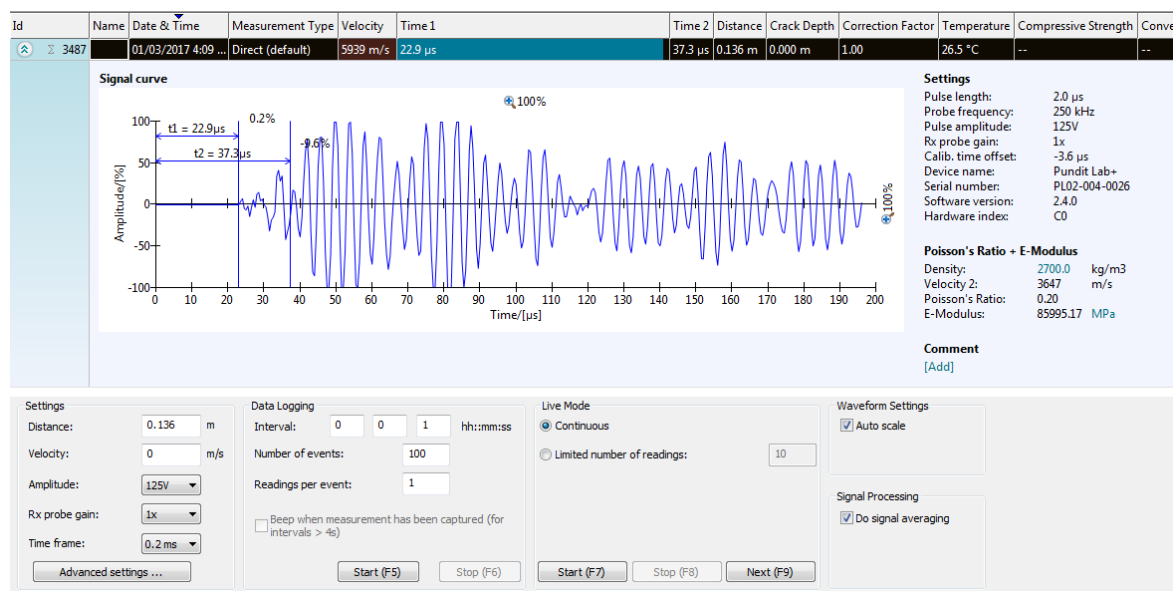 Id Name Date & Time Measurement Type Velocity Time1 Time 2 Distance Crack Depth Correction Factor Temperature Compressive Strength Conve
Σ 3487 01/03/2017 4:09 ... Direct (default) 5939 m/s 22.9 µs 37.3 µs 0.136 m 0.000 m 1.00 26.5 °C -- --
Signal curve
100%
t1 = 22.9µs 0.2%
t2 = 37.3µs -9.6%
100
50
0
-50
-100
Amplitude/[%]
100%
0 10 20 30 40 50 60 70 80 90 100 110 120 130 140 150 160 170 180 190 200
Time/[µs]
Settings
Pulse length: 2.0 µs
Probe frequency: 250 kHz
Pulse amplitude: 125V
Rx probe gain: 1x
Calib. time offset: -3.6 µs
Device name: Pundit Lab+
Serial number: PL02-004-0026
Software version: 2.4.0
Hardware index: C0
Poisson's Ratio + E-Modulus
Density: 2700.0 kg/m3
Velocity 2: 3647 m/s
Poisson's Ratio: 0.20
E-Modulus: 85995.17 MPa
Comment
[Add]
Settings
Distance: 0.136 m
Velocity: 0 m/s
Amplitude: 125V
Rx probe gain: 1x
Time frame: 0.2 ms
Advanced settings ...
Data Logging
Interval: 0 0 1 hh::mm:ss
Number of events: 100
Readings per event: 1
Beep when measurement has been captured (for
intervals > 4s)
Start (F5) Stop (F6)
Live Mode
Continuous
Limited number of readings: 10
Start (F7) Stop (F8) Next (F9)
Waveform Settings
Auto scale
Signal Processing
Do signal averaging